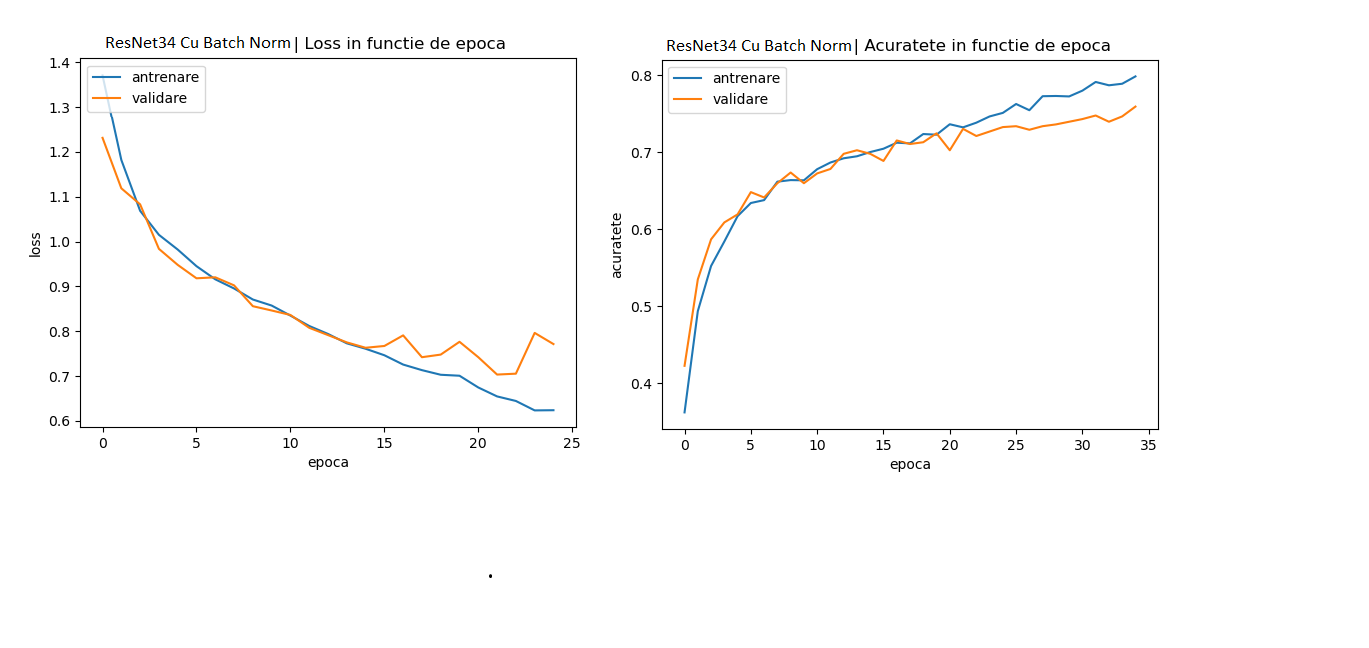 ResNet34 Cu Batch Norm | Loss in functie de epoca
antrenare
validare
1.4
1.3
1.2
1.1
1.0
0.9
0.8
0.7
0.6
loss
0 5 10 15 20 25
epoca
ResNet34 Cu Batch Norm | Acuratete in functie de epoca
antrenare
validare
0.8
0.7
0.6
0.5
0.4
acuratete
0 5 10 15 20 25 30 35
epoca
.